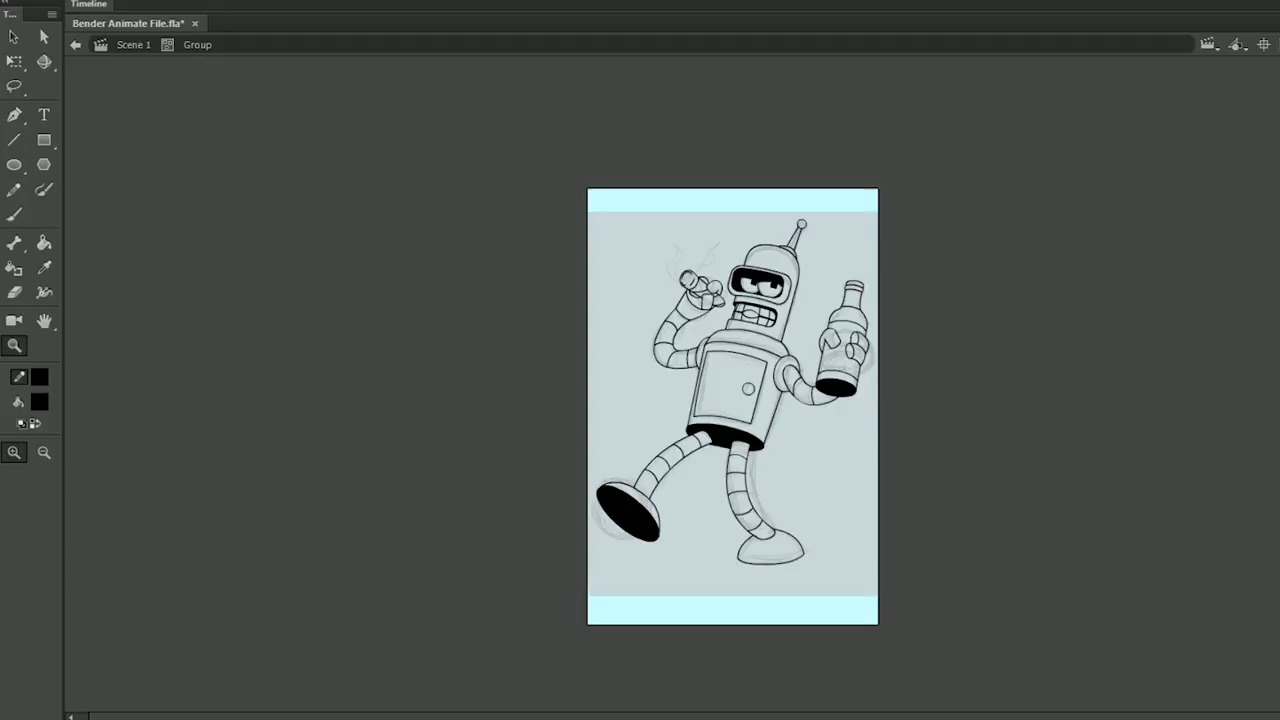 Timeline
T...
Bender Animate File.fla* ×
Scene 1 Group
T